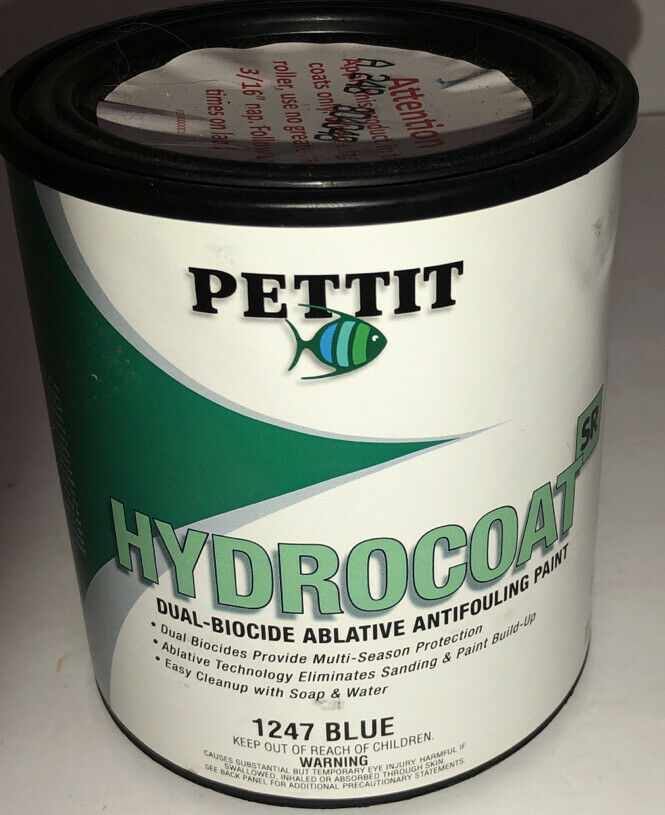 Attention
coats only
roller, use no greater
3/16" nap. Follow
times on
PETTIT
HYDROCOAT SR
DUAL-BIOCIDE ABLATIVE ANTIFOULING PAINT
• Dual Biocides Provide Multi-Season Protection
• Ablative Technology Eliminates Sanding & Paint Build-Up
• Easy Cleanup with Soap & Water
1247 BLUE
KEEP OUT OF REACH OF CHILDREN.
WARNING
CAUSES SUBSTANTIAL BUT TEMPORARY EYE INJURY. HARMFUL IF
SWALLOWED, INHALED OR ABSORBED THROUGH SKIN.
SEE BACK PANEL FOR ADDITIONAL PRECAUTIONARY STATEMENTS.